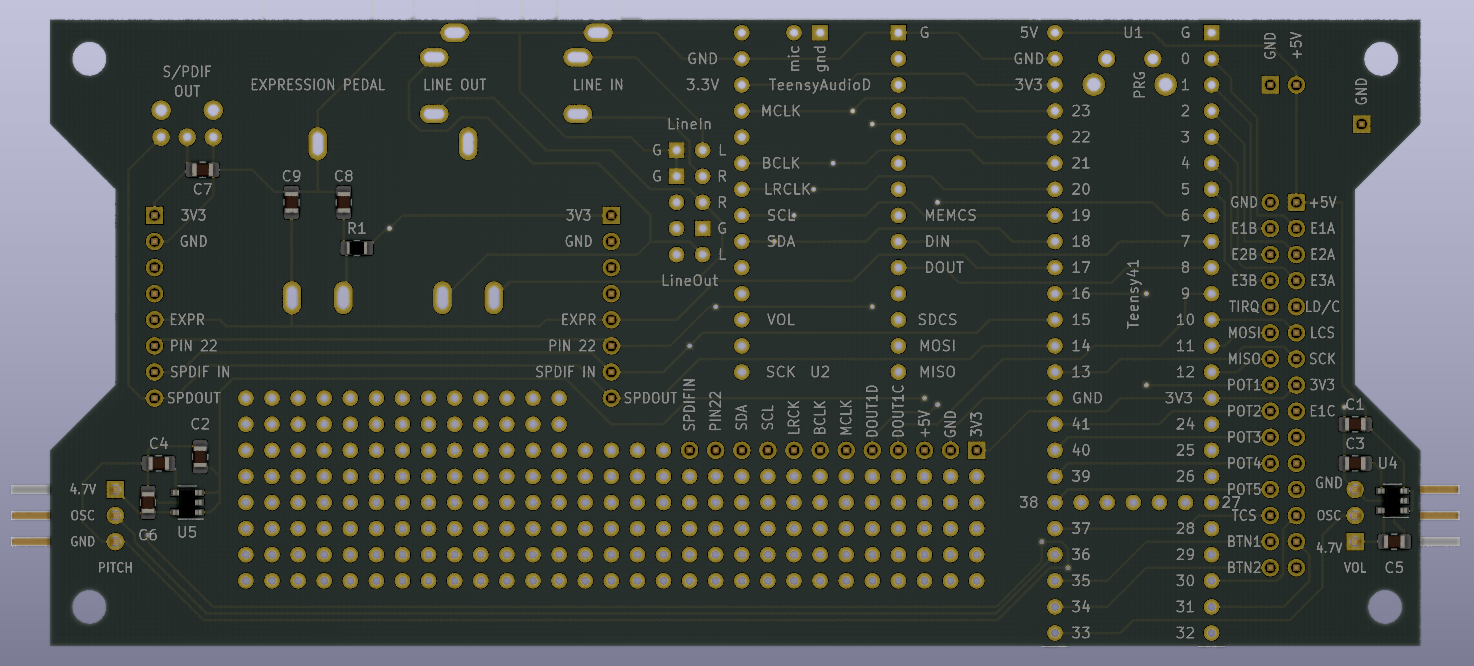 S/PDIF
OUT
EXPRESSION PEDAL
LINE OUT
LINE IN
C7
C9
C8
R1
3V3
GND
EXPR
PIN 22
SPDIF IN
SPDOUT
3V3
GND
EXPR
PIN 22
SPDIF IN
SPDOUT
LineIn
G L
G R
R
G
L
LineOut
mic
gnd
GND
3.3V
TeensyAudioD
MCLK
BCLK
LRCLK
SCL
SDA
VOL
SCK U2
G
MEMCS
DIN
DOUT
SDCS
MOSI
MISO
SPDIFIN
PIN22
SDA
SCL
LRCK
BCLK
MCLK
DOUT1D
DOUT1C
+5V
GND
3V3
U1
PRG
Teensy41
5V
GND
3V3
23
22
21
20
19
18
17
16
15
14
13
GND
41
40
39
38
37
36
35
34
33
G
0
1
2
3
4
5
6
7
8
9
10
11
12
3V3
24
25
26
27
28
29
30
31
32
GND
+5V
GND
GND +5V
E1B E1A
E2B E2A
E3B E3A
TIRQ LD/C
MOSI LCS
MISO SCK
POT1 3V3
POT2 E1C
POT3
POT4
POT5
TCS
BTN1
BTN2
C1
C3
U4
GND
OSC
4.7V
VOL
C5
C2
C4
4.7V
OSC
GND
C6
U5
PITCH